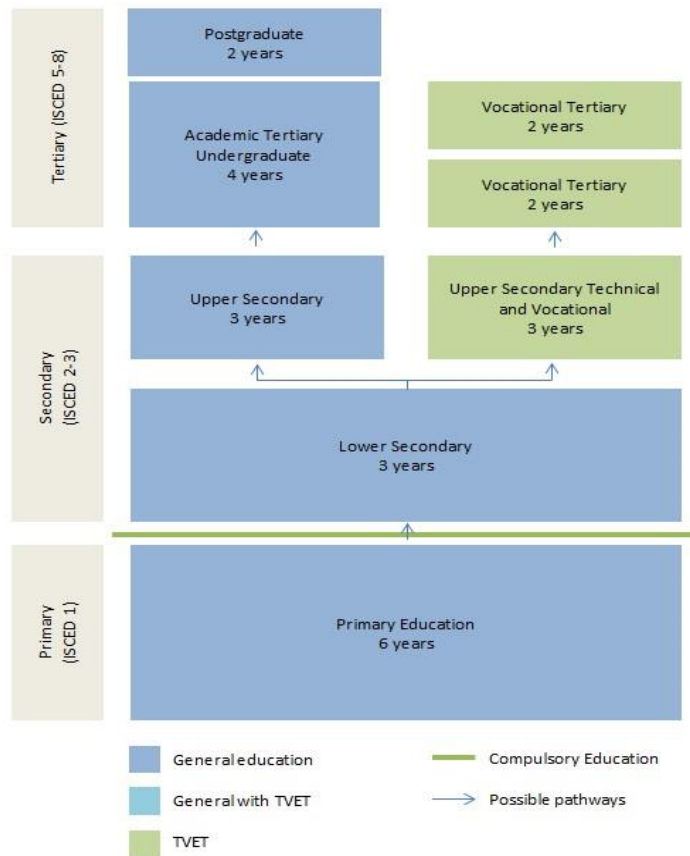 Tertiary (ISCED 5-8)
Postgraduate
2 years
Academic Tertiary
Undergraduate
4 years
Vocational Tertiary
2 years
Vocational Tertiary
2 years
Secondary
(ISCED 2-3)
Upper Secondary
3 years
Upper Secondary Technical
and Vocational
3 years
Lower Secondary
3 years
Primary
(ISCED 1)
Primary Education
6 years
General education
Compulsory Education
General with TVET
Possible pathways
TVET